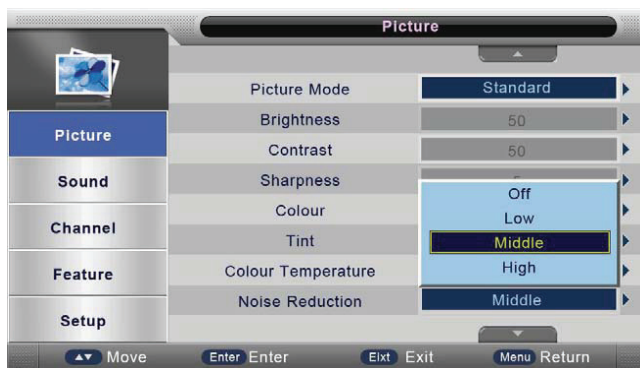 Picture
Picture Mode Standard
Brightness 50
Picture
Contrast 50
Sound
Sharpness
Off
Low
Colour
Channel
Tint
Middle
Feature
Colour Temperature
High
Noise Reduction Middle
Setup
Move Enter Enter Eixt Exit Menu Return